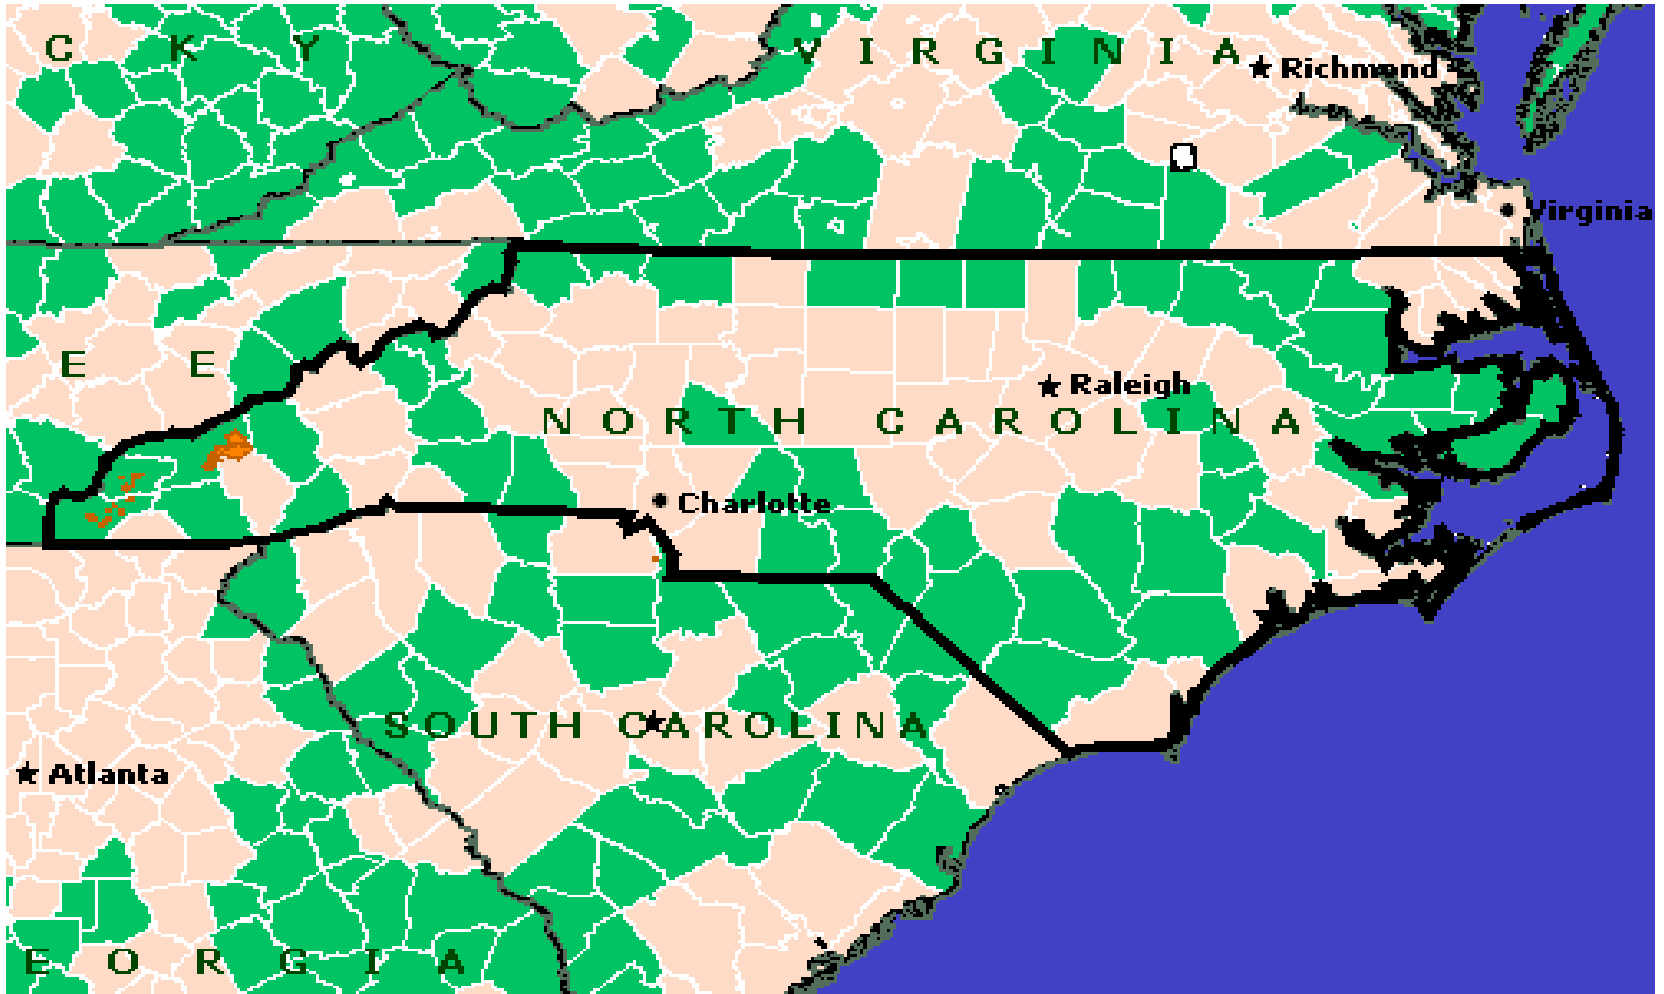 C K Y
V I R G I N I A
Richmond
Virginia
E E
Raleigh
N O R T H C A R O L I N A
Charlotte
S O U T H C A R O L I N A
Atlanta
E O R G I A